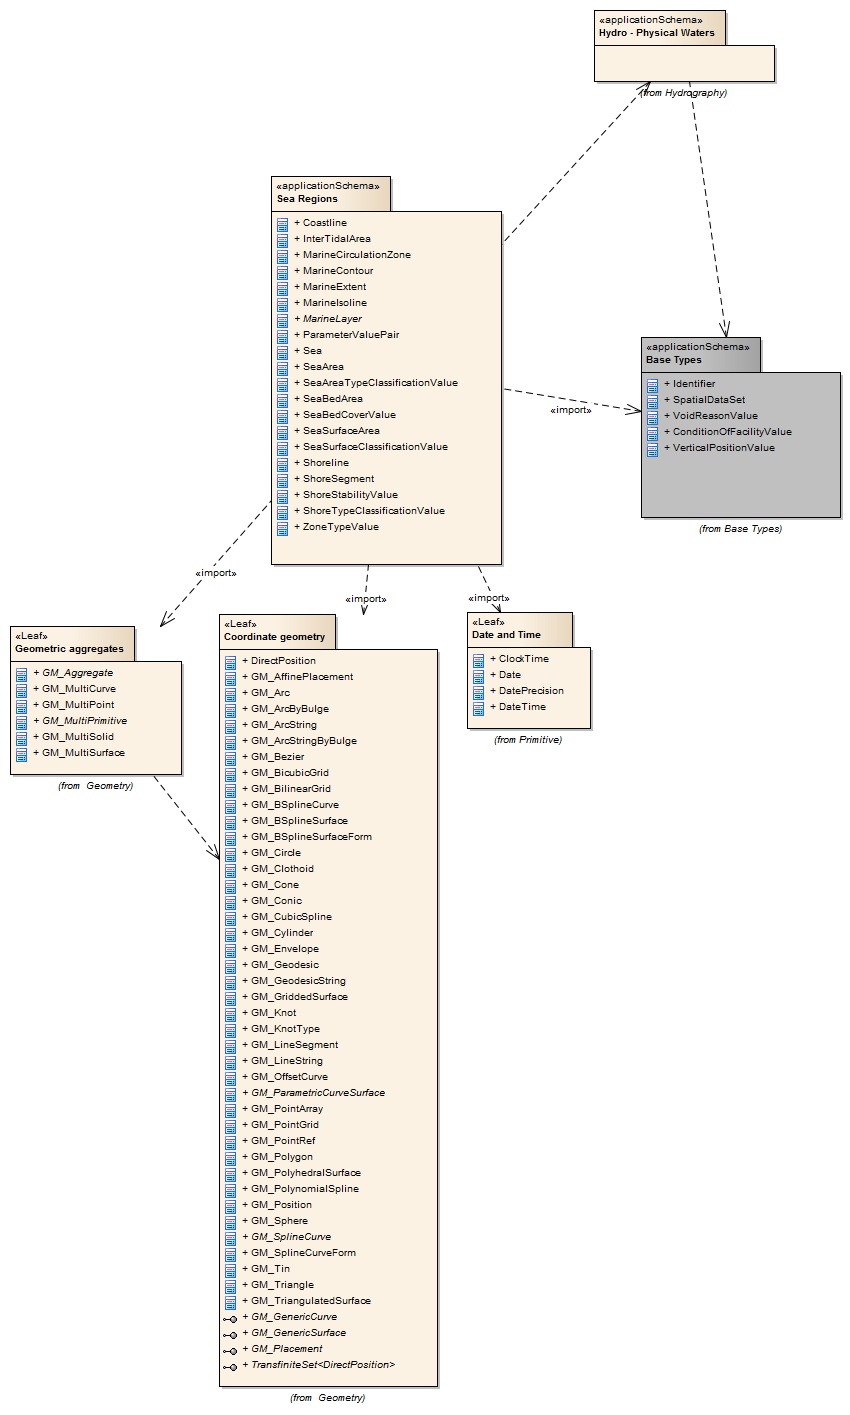 «applicationSchema»
Hydro - Physical Waters
(from Hydrography)
«applicationSchema»
Sea Regions
+ Coastline
+ InterTidalArea
+ MarineCirculationZone
+ MarineContour
+ MarineExtent
+ MarineIsoline
+ MarineLayer
+ ParameterValuePair
+ Sea
+ SeaArea
+ SeaAreaTypeClassificationValue
+ SeaBedArea
+ SeaBedCoverValue
+ SeaSurfaceArea
+ SeaSurfaceClassificationValue
+ Shoreline
+ ShoreSegment
+ ShoreStabilityValue
+ ShoreTypeClassificationValue
+ ZoneTypeValue
«applicationSchema»
Base Types
+ Identifier
+ SpatialDataSet
+ VoidReasonValue
+ ConditionOfFacilityValue
+ VerticalPositionValue
(from Base Types)
«import»
«import»
«import»
«import»
«Leaf»
Geometric aggregates
+ GM_Aggregate
+ GM_MultiCurve
+ GM_MultiPoint
+ GM_MultiPrimitive
+ GM_MultiSolid
+ GM_MultiSurface
(from Geometry)
«Leaf»
Coordinate geometry
+ DirectPosition
+ GM_AffinePlacement
+ GM_Arc
+ GM_ArcByBulge
+ GM_ArcString
+ GM_ArcStringByBulge
+ GM_Bezier
+ GM_BicubicGrid
+ GM_BilinearGrid
+ GM_BSplineCurve
+ GM_BSplineSurface
+ GM_BSplineSurfaceForm
+ GM_Circle
+ GM_Clothoid
+ GM_Cone
+ GM_Conic
+ GM_CubicSpline
+ GM_Cylinder
+ GM_Envelope
+ GM_Geodesic
+ GM_GeodesicString
+ GM_GriddedSurface
+ GM_Knot
+ GM_KnotType
+ GM_LineSegment
+ GM_LineString
+ GM_OffsetCurve
+ GM_ParametricCurveSurface
+ GM_PointArray
+ GM_PointGrid
+ GM_PointRef
+ GM_Polygon
+ GM_PolyhedralSurface
+ GM_PolynomialSpline
+ GM_Position
+ GM_Sphere
+ GM_SplineCurve
+ GM_SplineCurveForm
+ GM_Tin
+ GM_Triangle
+ GM_TriangulatedSurface
+ GM_GenericCurve
+ GM_GenericSurface
+ GM_Placement
+ TransfiniteSet<DirectPosition>
(from Geometry)
«Leaf»
Date and Time
+ ClockTime
+ Date
+ DatePrecision
+ DateTime
(from Primitive)